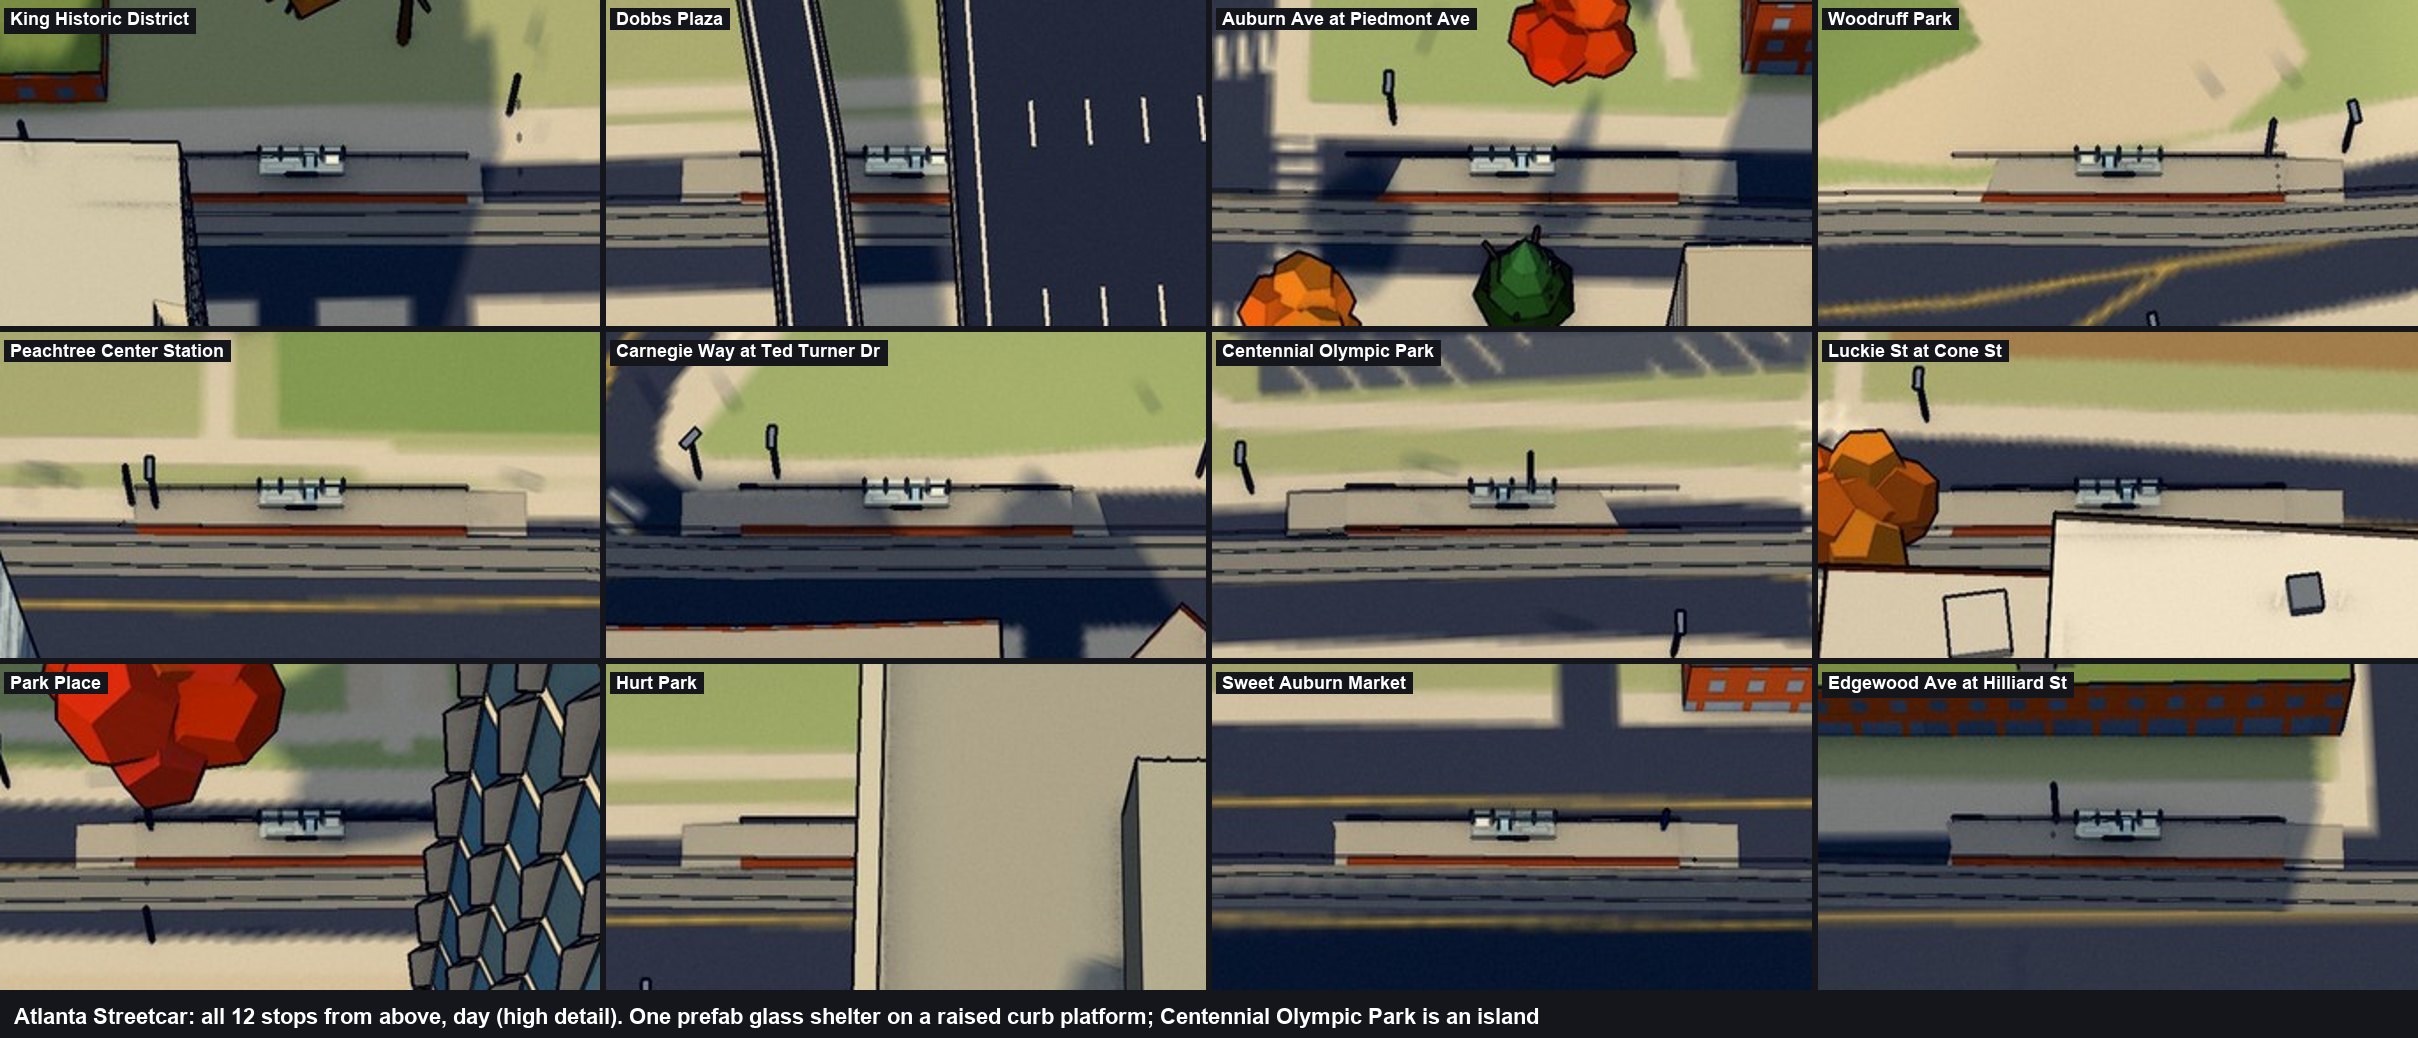 King Historic District
Dobbs Plaza
Auburn Ave at Piedmont Ave
Woodruff Park
Peachtree Center Station
Carnegie Way at Ted Turner Dr
Centennial Olympic Park
Luckie St at Cone St
Park Place
Hurt Park
Sweet Auburn Market
Edgewood Ave at Hilliard St
Atlanta Streetcar: all 12 stops from above, day (high detail). One prefab glass shelter on a raised curb platform; Centennial Olympic Park is an island